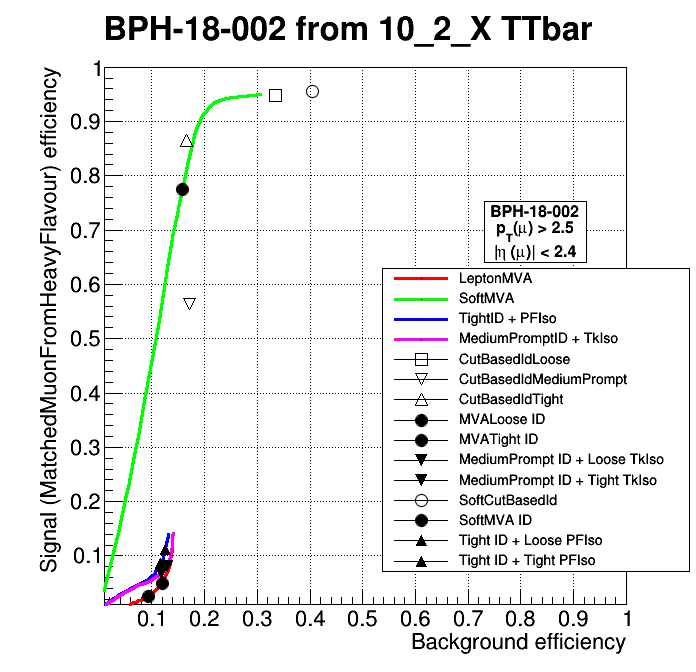 BPH-18-002 from 10_2_X TTbar
Signal (MatchedMuonFromHeavyFlavour) efficiency
1
0.9
0.8
0.7
0.6
0.5
0.4
0.3
0.2
0.1
BPH-18-002
p_T(μ) > 2.5
|η (μ)| < 2.4
LeptonMVA
SoftMVA
TightID + PFIso
MediumPromptID + TkIso
CutBasedIdLoose
CutBasedIdMediumPrompt
CutBasedIdTight
MVALoose ID
MVATight ID
MediumPrompt ID + Loose TkIso
MediumPrompt ID + Tight TkIso
SoftCutBasedId
SoftMVA ID
Tight ID + Loose PFIso
Tight ID + Tight PFIso
0.1 0.2 0.3 0.4 0.5 0.6 0.7 0.8 0.9 1
Background efficiency